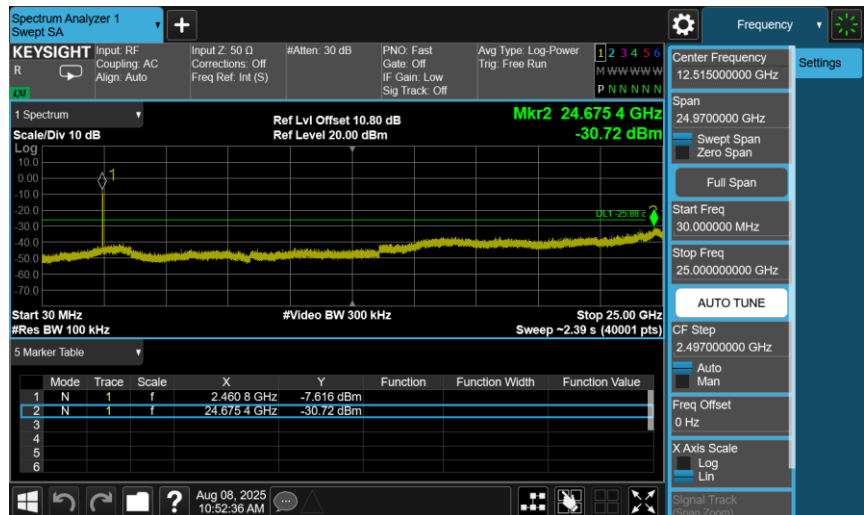 Spectrum Analyzer 1
Swept SA
+
Frequency
KEYSIGHT
R
LXI
Input: RF
Coupling: AC
Align: Auto
Input Z: 50 Ω
Corrections: Off
Freq Ref: Int (S)
#Atten: 30 dB
PNO: Fast
Gate: Off
IF Gain: Low
Sig Track: Off
Avg Type: Log-Power
Trig: Free Run
1 2 3 4 5 6
M W W W W W
P N N N N N
Center Frequency
12.515000000 GHz
Settings
Span
24.9700000 GHz
Swept Span
Zero Span
Full Span
Start Freq
30.000000 MHz
Stop Freq
25.000000000 GHz
AUTO TUNE
CF Step
2.497000000 GHz
Auto
Man
Freq Offset
0 Hz
X Axis Scale
Log
Lin
Signal Track
(Span Zoom)
1 Spectrum
Scale/Div 10 dB
Ref Lvl Offset 10.80 dB
Ref Level 20.00 dBm
Mkr2 24.675 4 GHz
-30.72 dBm
Log
10.0
0.00
-10.0
-20.0
-30.0
-40.0
-50.0
-60.0
-70.0
1
DL1 -25.88
Start 30 MHz
#Video BW 300 kHz
Stop 25.00 GHz
#Res BW 100 kHz
Sweep ~2.39 s (40001 pts)
5 Marker Table
Mode Trace Scale X Y Function Function Width Function Value
1 N 1 f 2.460 8 GHz -7.616 dBm
2 N 1 f 24.675 4 GHz -30.72 dBm
3
4
5
6
?
Aug 08, 2025
10:52:36 AM